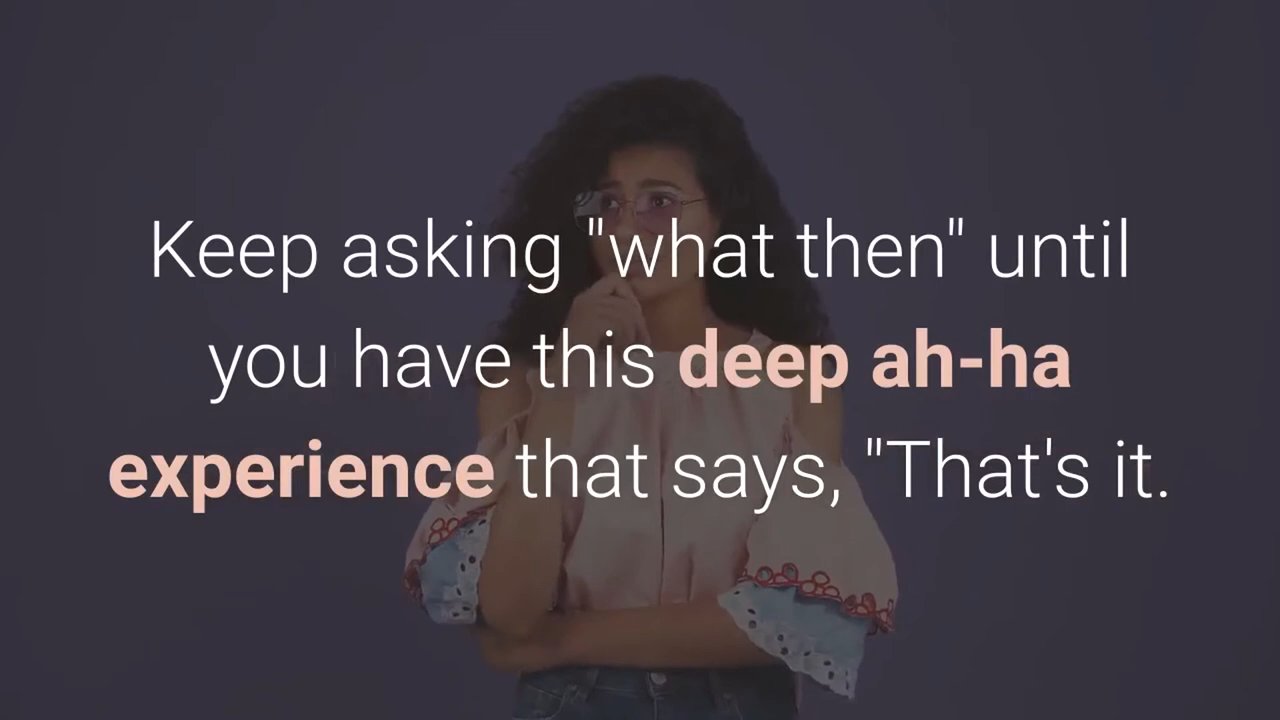 Keep asking "what then" until
you have this deep ah-ha
experience that says, "That's it.